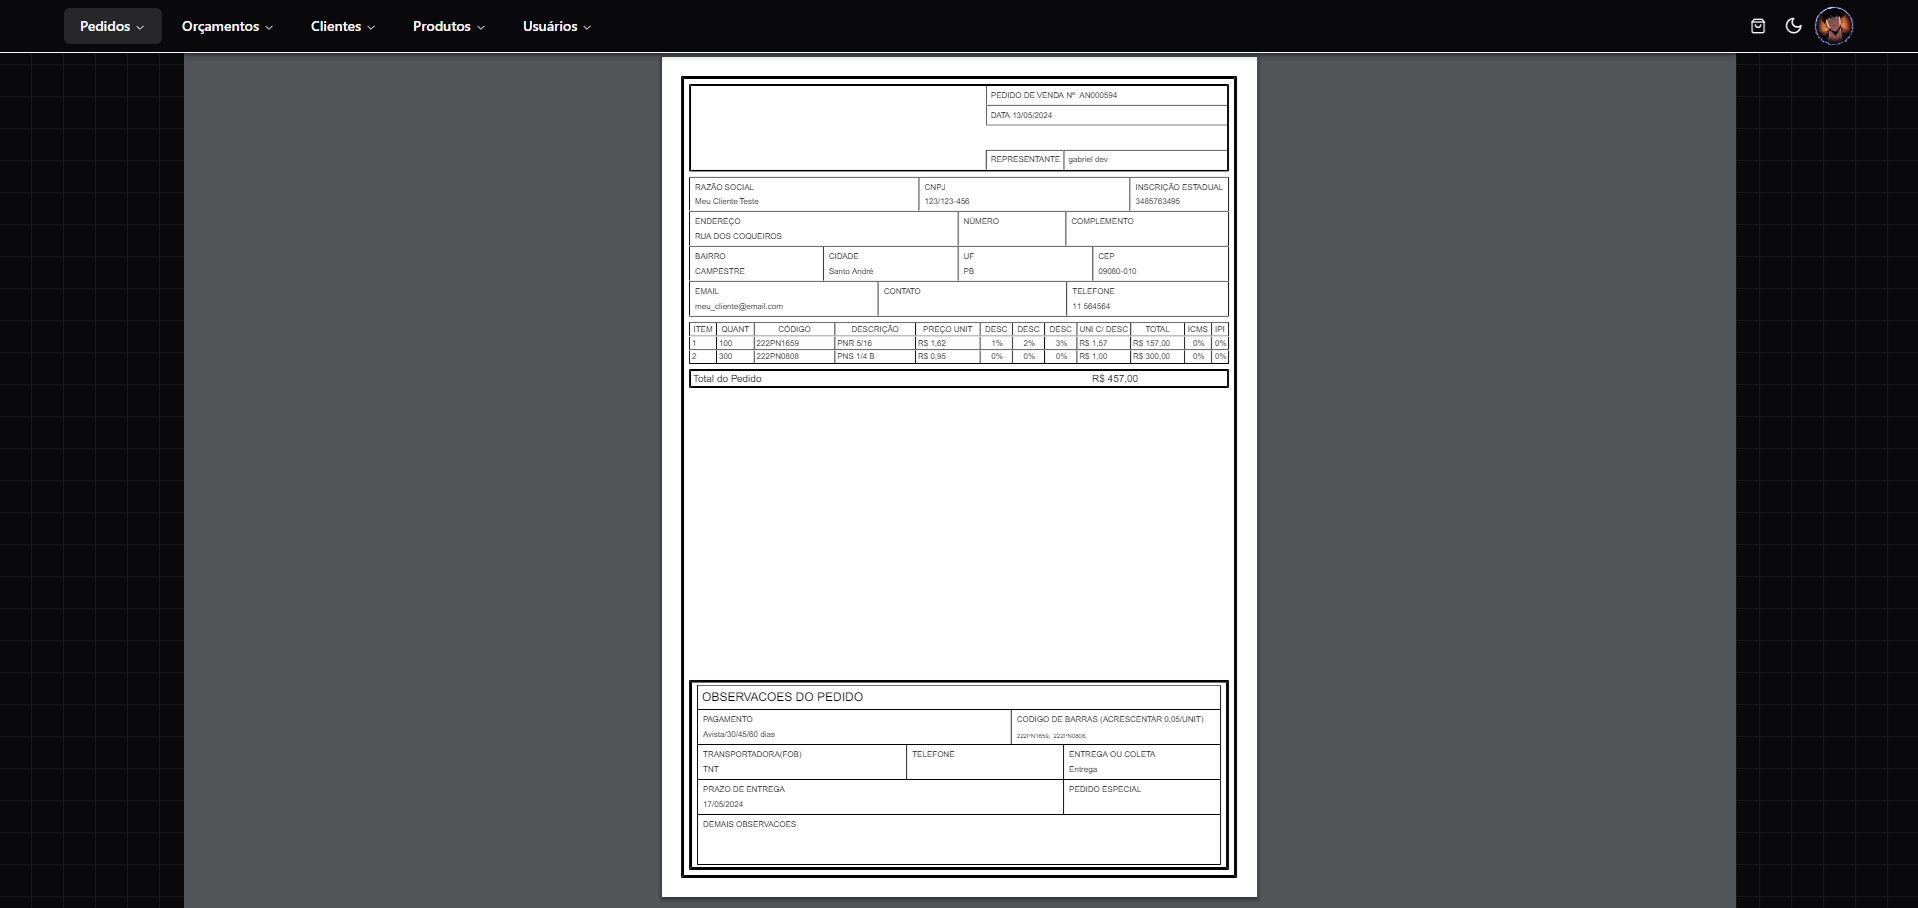 Pedidos Orçamentos Clientes Produtos Usuários
PEDIDO DE VENDA Nº AN000594
DATA 13/05/2024
REPRESENTANTE gabriel dev
RAZÃO SOCIAL CNPJ INSCRIÇÃO ESTADUAL
Meu Cliente Teste 123/123-456 3485763495
ENDEREÇO NÚMERO COMPLEMENTO
RUA DOS COQUEIROS
BAIRRO CIDADE UF CEP
CAMPESTRE Santo André PB 09080-010
EMAIL CONTATO TELEFONE
meu_cliente@email.com 11 564564
ITEM QUANT CÓDIGO DESCRIÇÃO PREÇO UNIT DESC DESC DESC UNI C/ DESC TOTAL ICMS IPI
1 100 222PN1659 PNR 5/16 R$ 1,62 1% 2% 3% R$ 1,57 R$ 157,00 0% 0%
2 300 222PN0808 PNS 1/4 B R$ 0,95 0% 0% 0% R$ 1,00 R$ 300,00 0% 0%
Total do Pedido R$ 457,00
OBSERVACOES DO PEDIDO
PAGAMENTO CODIGO DE BARRAS (ACRESCENTAR 0,05/UNIT)
Avista/30/45/60 dias 222PN1659, 222PN0808,
TRANSPORTADORA(FOB) TELEFONE ENTREGA OU COLETA
TNT Entrega
PRAZO DE ENTREGA PEDIDO ESPECIAL
17/05/2024
DEMAIS OBSERVACOES